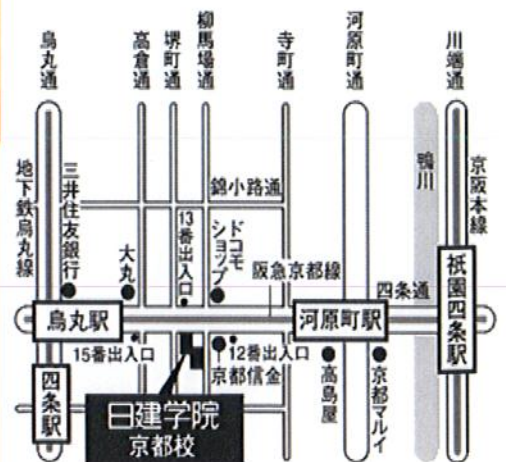 烏丸通
高倉通
堺町通
柳馬場通
寺町通
河原町通
川端通
地下鉄烏丸線
三井住友銀行
大丸
13番出入口
ドコモ
ショップ
錦小路通
阪急京都線
四条通
鴨川
京阪本線
祇園四条駅
烏丸駅
河原町駅
15番出入口
12番出入口
京都信金
高島屋
京都マルイ
四条駅
日建学院
京都校